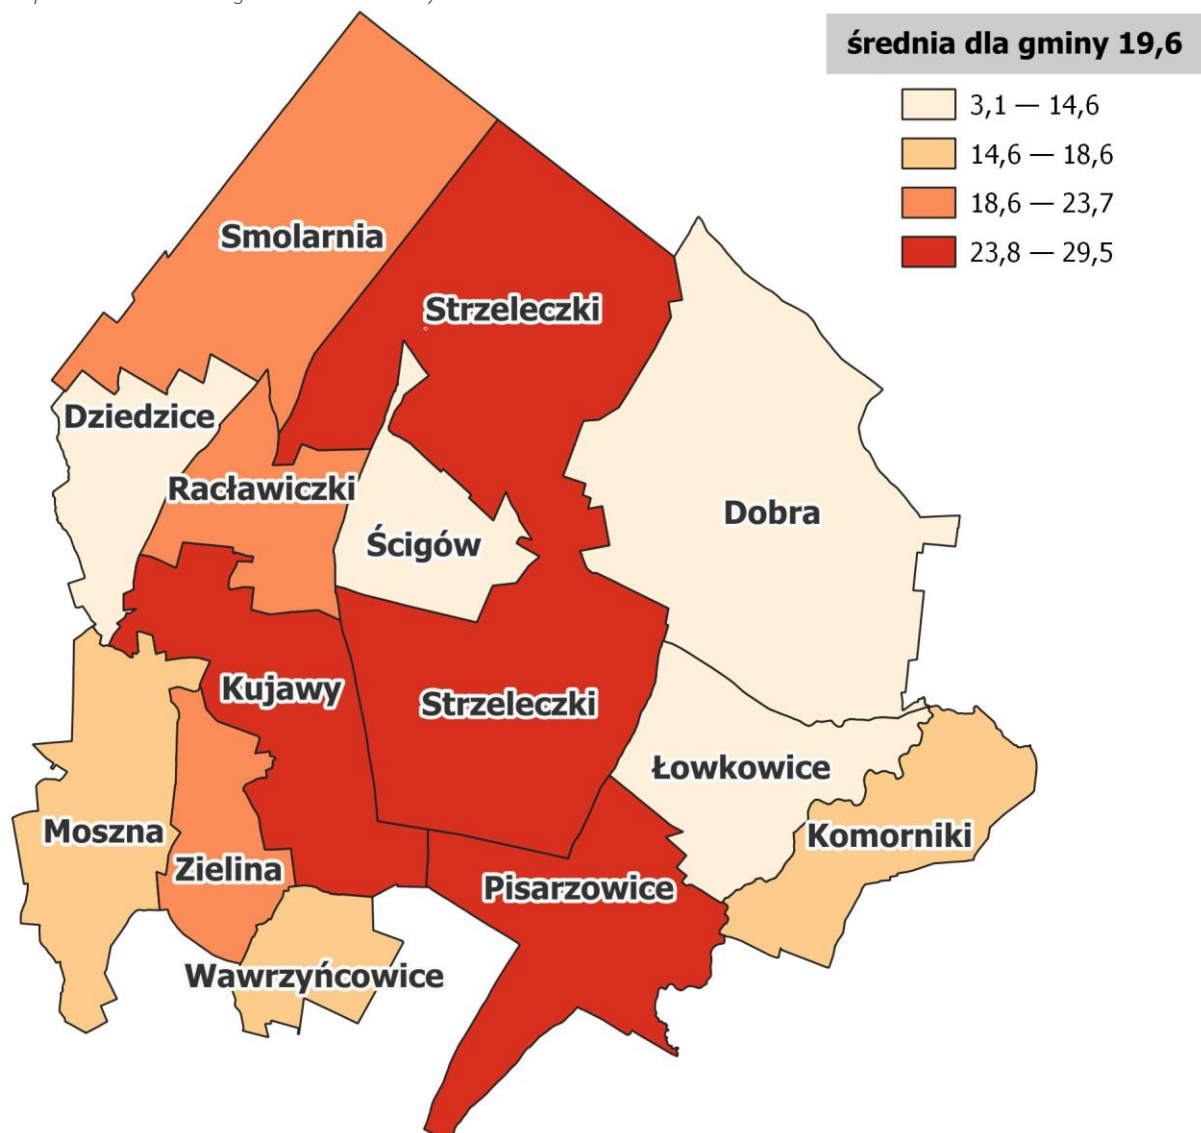 średnia dla gminy 19,6
3,1 — 14,6
14,6 — 18,6
18,6 — 23,7
23,8 — 29,5
Smolarnia
Strzeleczki
Dziedzice
Racławiczki
Dobra
Ścigów
Kujawy
Strzeleczki
Łowkowice
Moszna
Komorniki
Zielina
Pisarzowice
Wawrzyńcowice